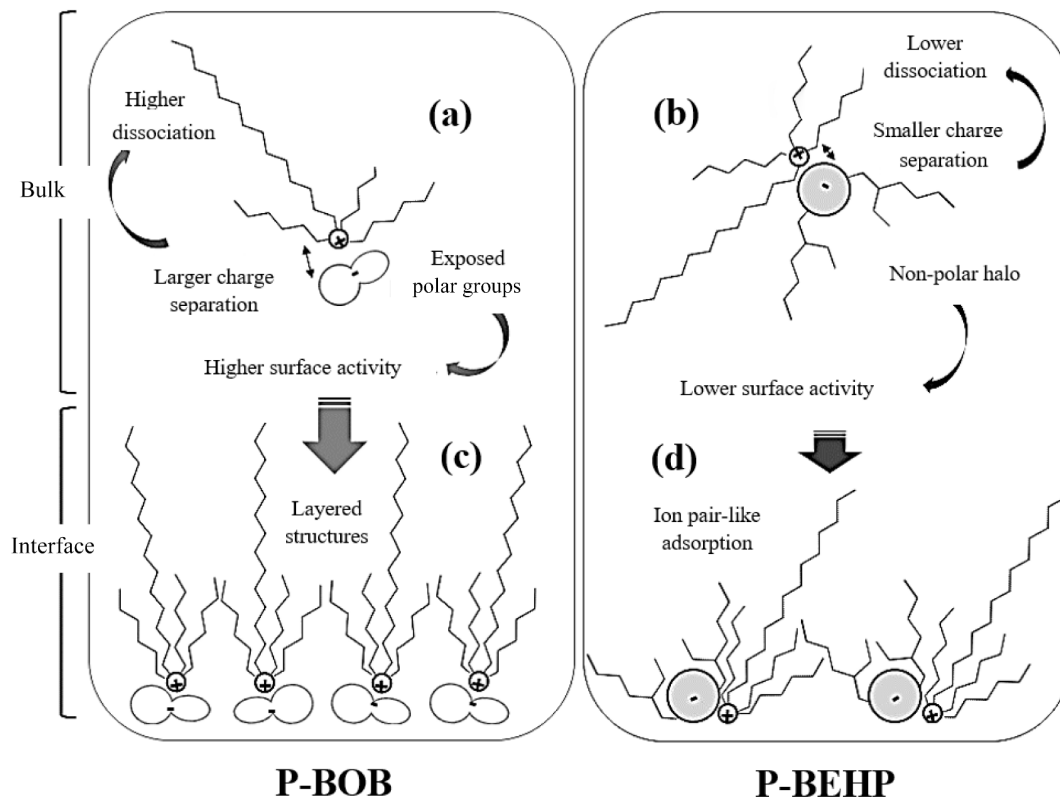 Bulk
Interface
(a)
Higher
dissociation
+
-
Larger charge
separation
Exposed
polar groups
Higher surface activity
(c)
Layered
structures
+
+
+
+
-
-
-
-
P-BOB
(b)
Lower
dissociation
Smaller charge
separation
+
-
Non-polar halo
Lower surface activity
(d)
Ion pair-like
adsorption
-
+
-
+
P-BEHP